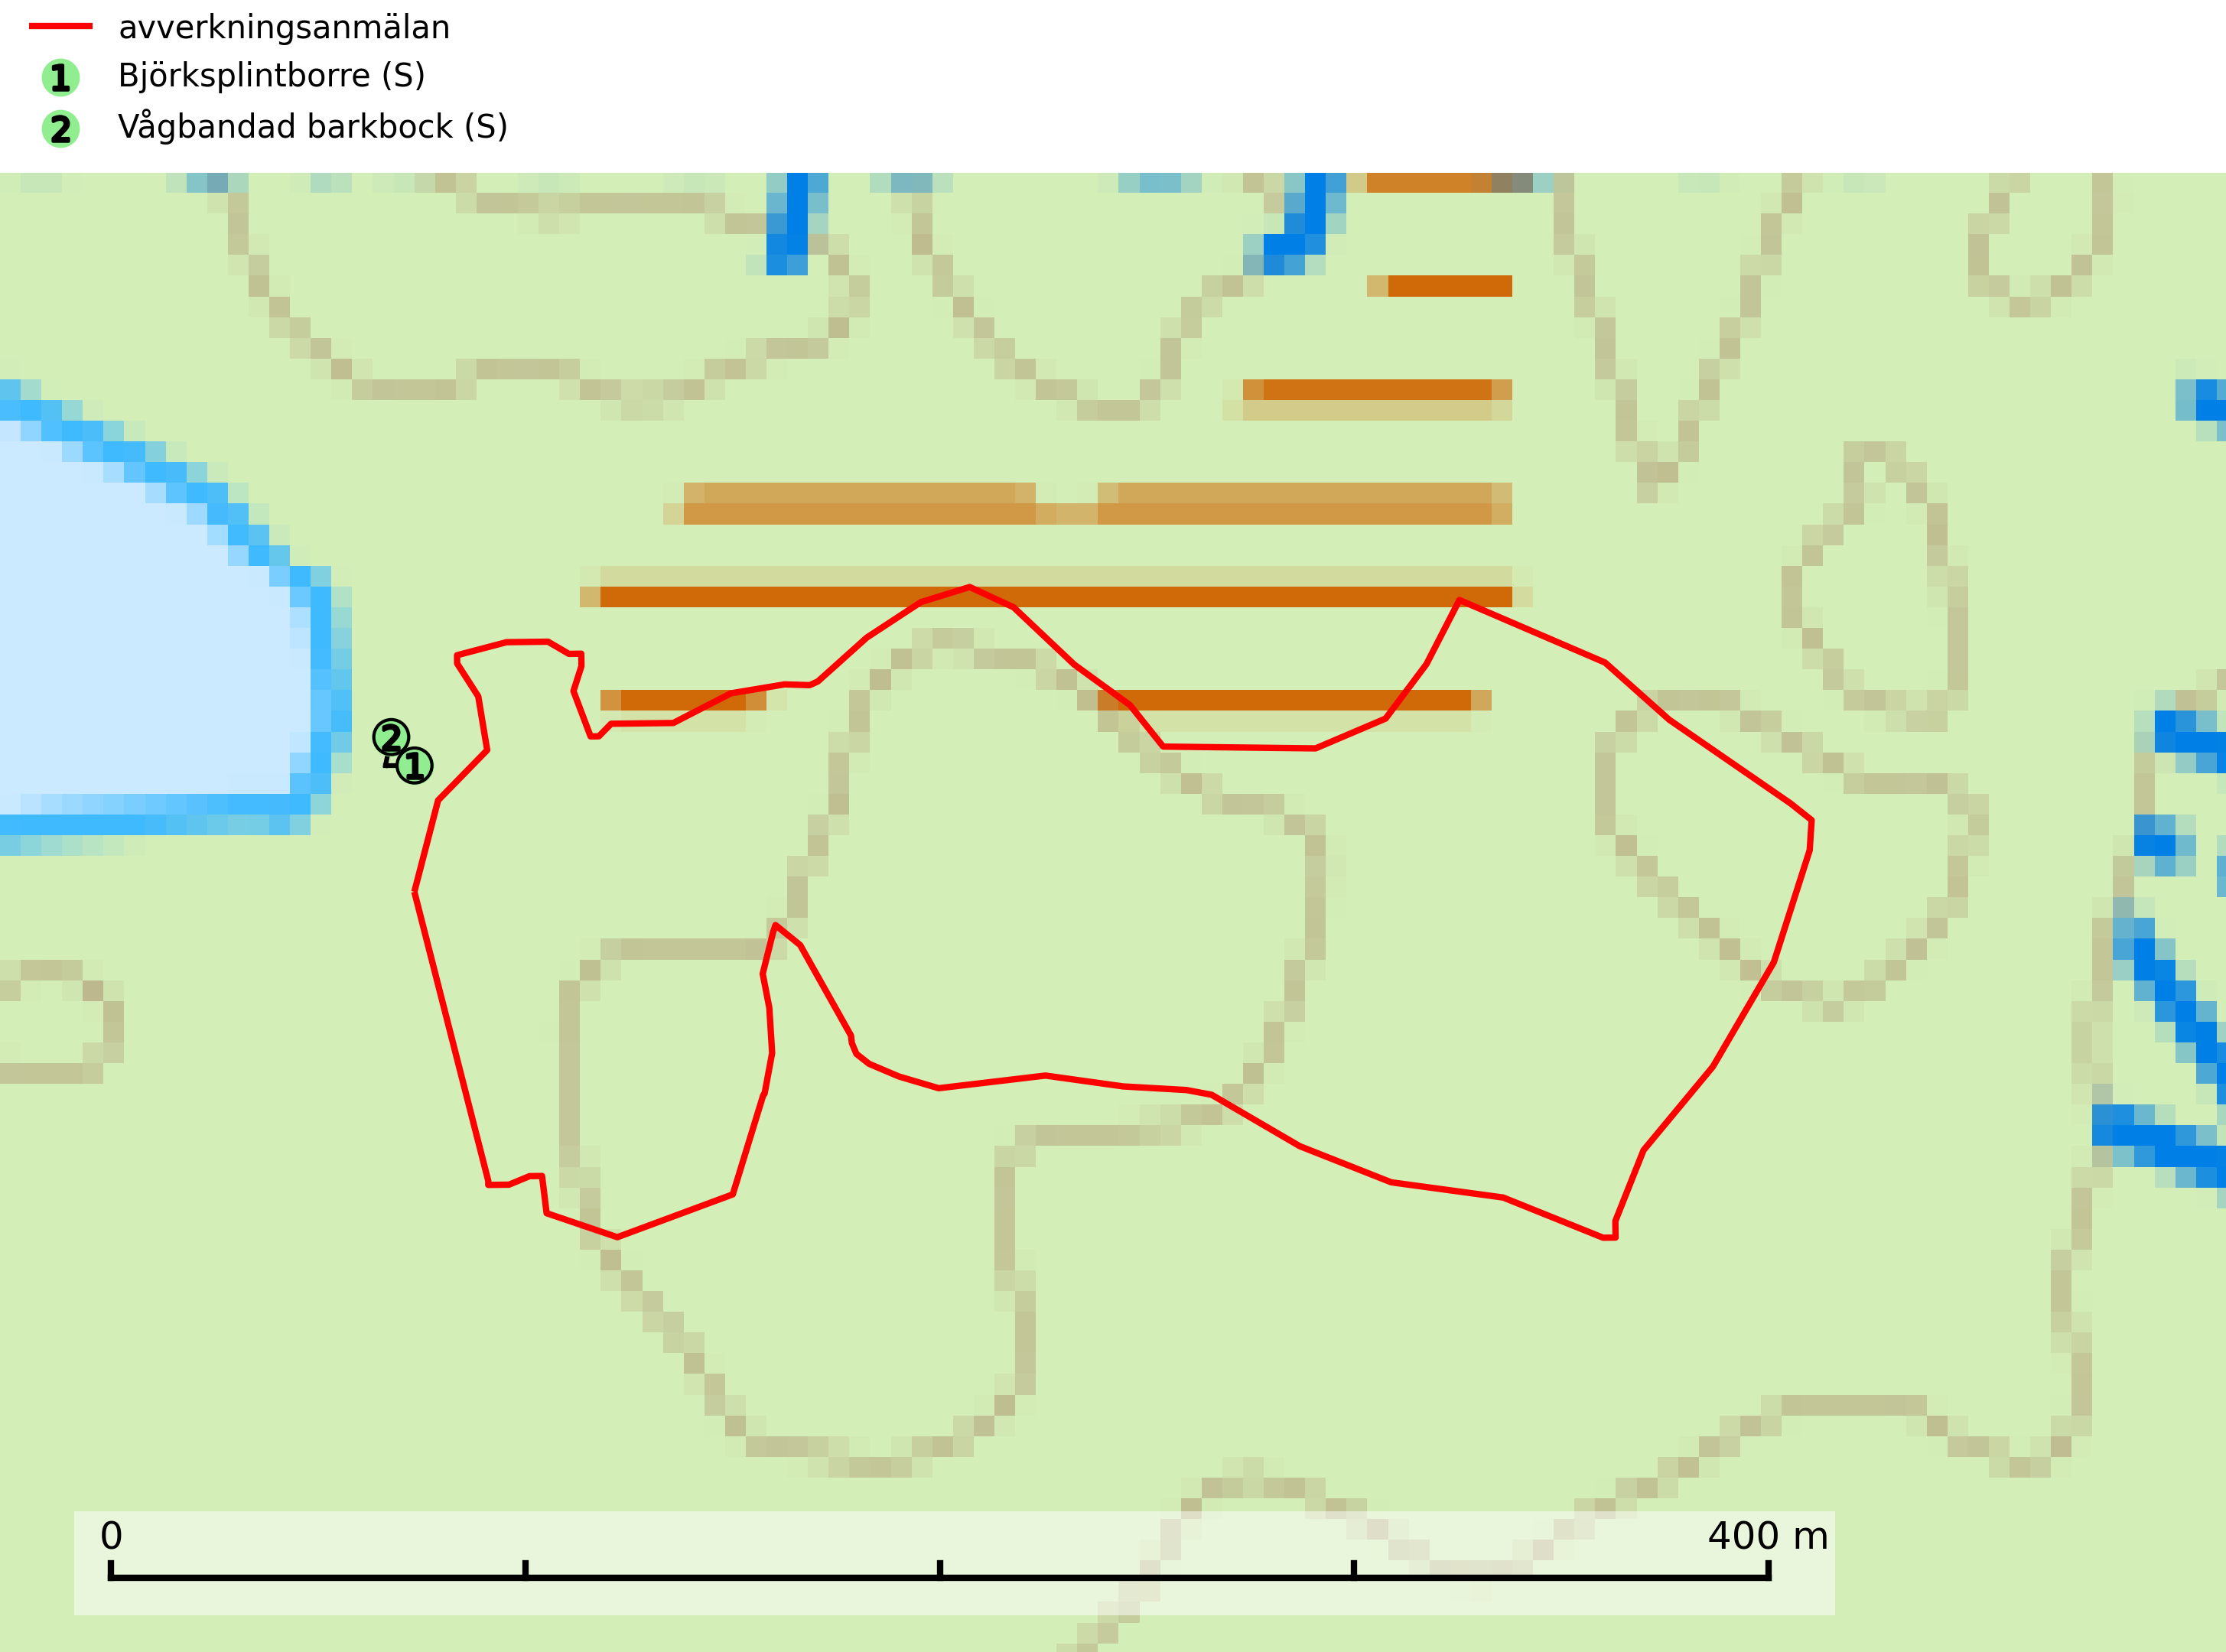 avverkningsanmälan
1 Björksplintborre (S)
2 Vågbandad barkbock (S)
2
1
0 400 m